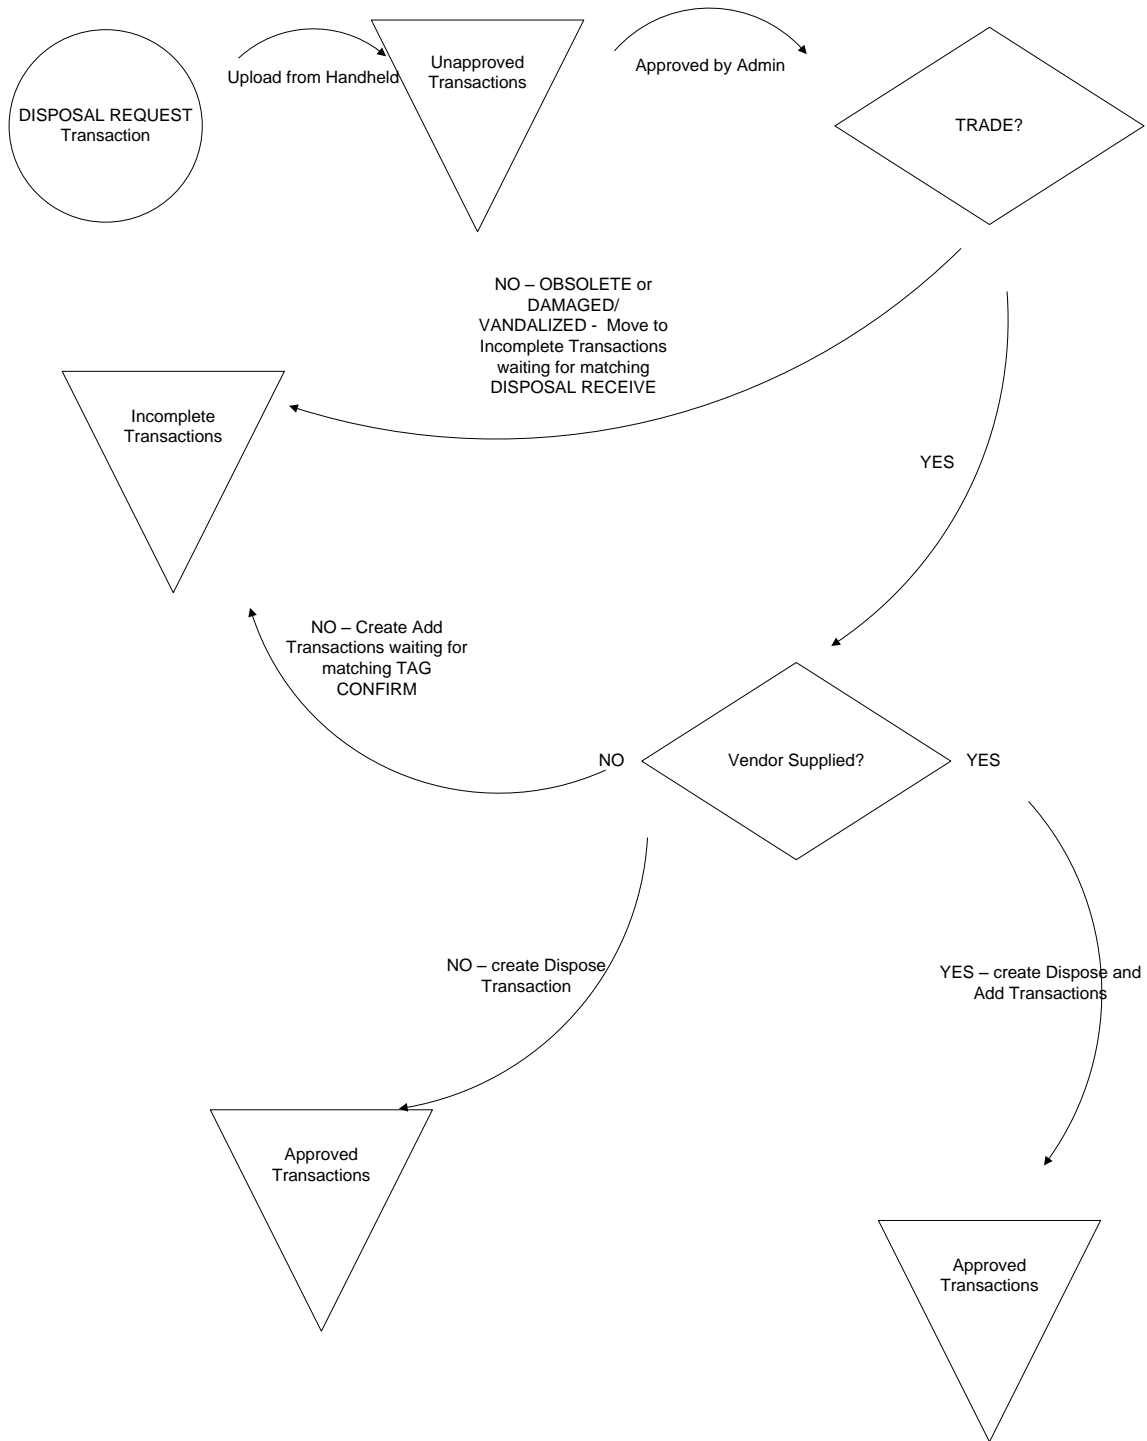 DISPOSAL REQUEST
Transaction
Upload from Handheld
Unapproved
Transactions
Approved by Admin
TRADE?
NO – OBSOLETE or
DAMAGED/
VANDALIZED - Move to
Incomplete Transactions
waiting for matching
DISPOSAL RECEIVE
Incomplete
Transactions
YES
NO – Create Add
Transactions waiting for
matching TAG
CONFIRM
NO
Vendor Supplied?
YES
NO – create Dispose
Transaction
YES – create Dispose and
Add Transactions
Approved
Transactions
Approved
Transactions